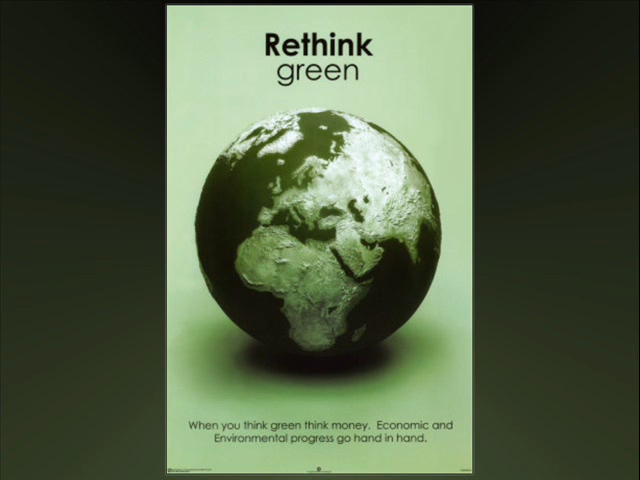 Rethink
green
When you think green think money.  Economic and
Environmental progress go hand in hand.